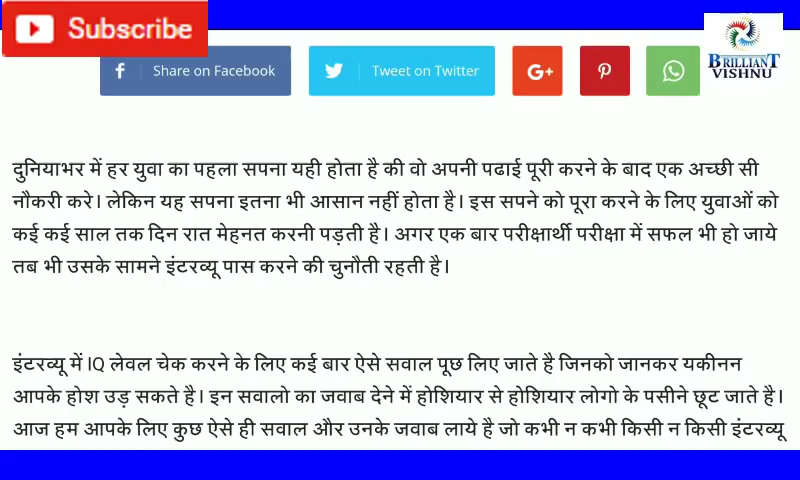 Subscribe
BRILLIANT
VISHNU
f Share on Facebook
Tweet on Twitter
G+
दुनियाभर में हर युवा का पहला सपना यही होता है की वो अपनी पढाई पूरी करने के बाद एक अच्छी सी
नौकरी करे। लेकिन यह सपना इतना भी आसान नहीं होता है। इस सपने को पूरा करने के लिए युवाओं को
कई कई साल तक दिन रात मेहनत करनी पड़ती है। अगर एक बार परीक्षार्थी परीक्षा में सफल भी हो जाये
तब भी उसके सामने इंटरव्यू पास करने की चुनौती रहती है।
इंटरव्यू में IQ लेवल चेक करने के लिए कई बार ऐसे सवाल पूछ लिए जाते है जिनको जानकर यकीनन
आपके होश उड़ सकते है। इन सवालो का जवाब देने में होशियार से होशियार लोगो के पसीने छूट जाते है।
आज हम आपके लिए कुछ ऐसे ही सवाल और उनके जवाब लाये है जो कभी न कभी किसी न किसी इंटरव्यू